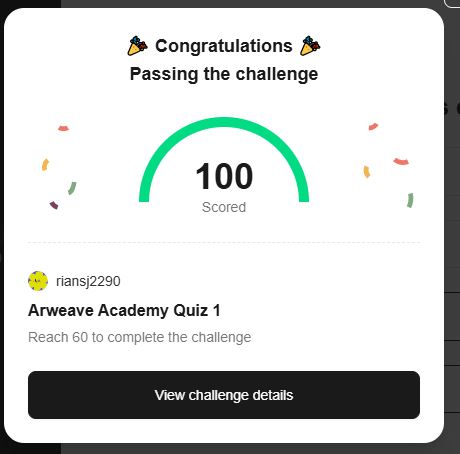 Congratulations
Passing the challenge
100
Scored
riansj2290
Arweave Academy Quiz 1
Reach 60 to complete the challenge
View challenge details